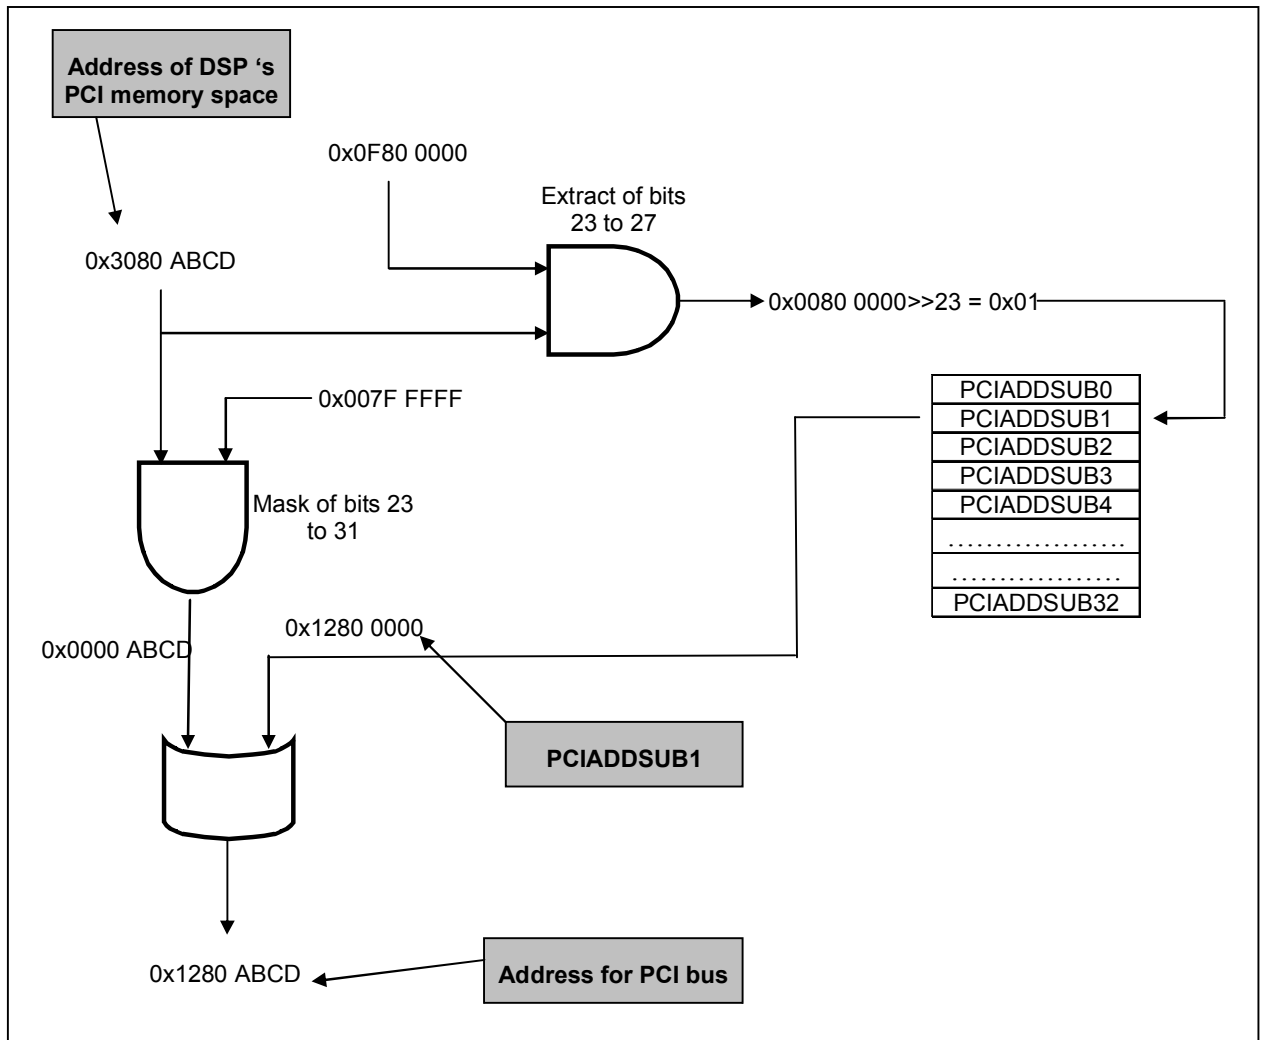 Address of DSP ‘s
PCI memory space
0x0F80 0000
Extract of bits
23 to 27
0x3080 ABCD
0x0080 0000>>23 = 0x01
0x007F FFFF
PCIADDSUB0
PCIADDSUB1
PCIADDSUB2
PCIADDSUB3
PCIADDSUB4
...................
..................
PCIADDSUB32
Mask of bits 23
to 31
0x1280 0000
0x0000 ABCD
PCIADDSUB1
0x1280 ABCD
Address for PCI bus